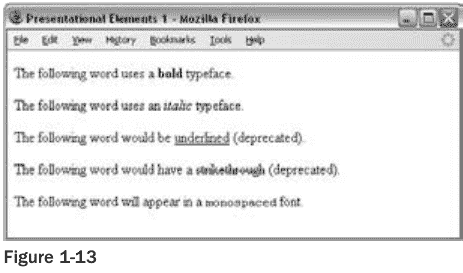 Presentational Elements 1 - Mozilla Firefox
File Edit View History Bookmarks Tools Help
The following word uses a bold typeface.
The following word uses an italic typeface.
The following word would be underlined (deprecated).
The following word would have a strikethrough (deprecated).
The following word will appear in a monospaced font.
Figure 1-13